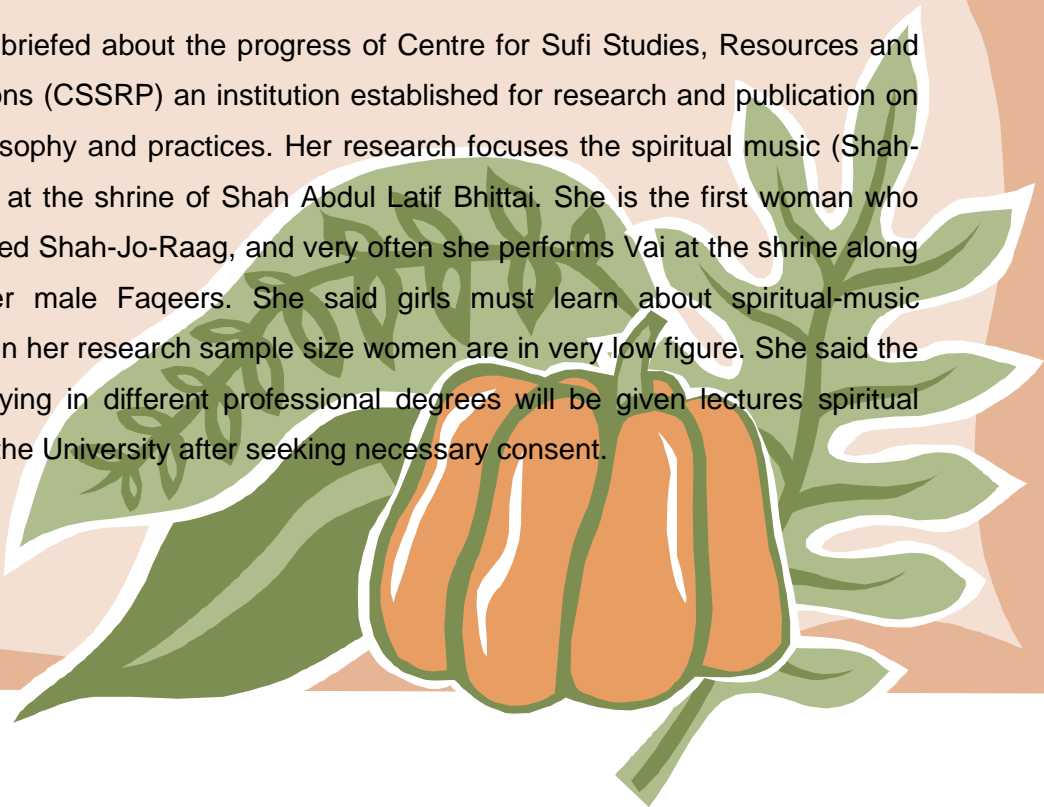 briefed about the progress of Centre for Sufi Studies, Resources and
ons (CSSRP) an institution established for research and publication on
sophy and practices. Her research focuses the spiritual music (Shah-
at the shrine of Shah Abdul Latif Bhittai. She is the first woman who
ed Shah-Jo-Raag, and very often she performs Vai at the shrine along
er male Faqeers. She said girls must learn about spiritual-music
n her research sample size women are in very low figure. She said the
ying in different professional degrees will be given lectures spiritual
the University after seeking necessary consent.